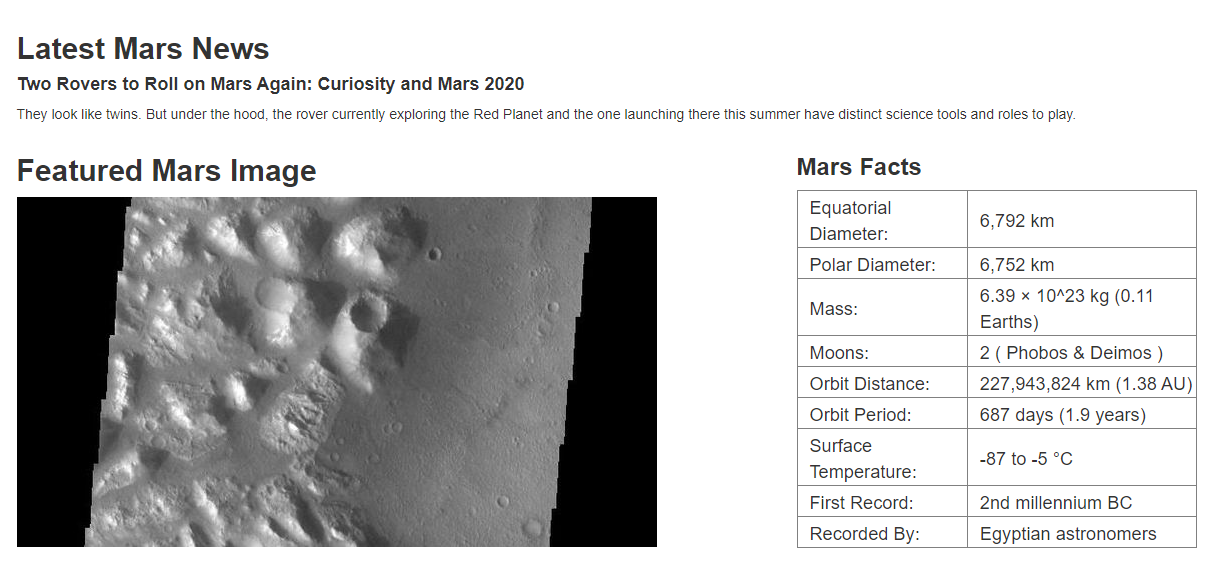 Latest Mars News
Two Rovers to Roll on Mars Again: Curiosity and Mars 2020
They look like twins. But under the hood, the rover currently exploring the Red Planet and the one launching there this summer have distinct science tools and roles to play.
Featured Mars Image
Mars Facts
Equatorial
Diameter:
6,792 km
Polar Diameter:
6,752 km
Mass:
6.39 × 10^23 kg (0.11
Earths)
Moons:
2 ( Phobos & Deimos )
Orbit Distance:
227,943,824 km (1.38 AU)
Orbit Period:
687 days (1.9 years)
Surface
Temperature:
-87 to -5 °C
First Record:
2nd millennium BC
Recorded By:
Egyptian astronomers